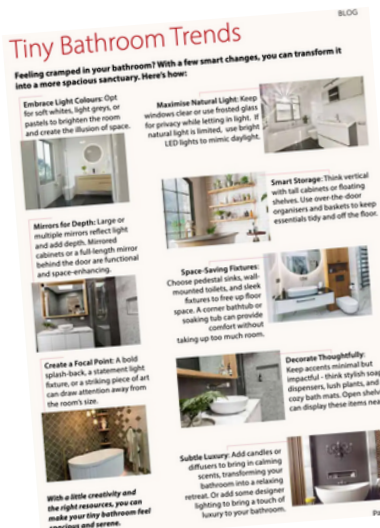 BLOG
Tiny Bathroom Trends
Feeling cramped in your bathroom? With a few smart changes, you can transform it
into a more spacious sanctuary. Here's how:
Embrace Light Colours: Opt
for soft whites, light greys, or
pastels to brighten the room
and create the illusion of space.
Maximise Natural Light: Keep
windows clear or use frosted glass
for privacy while letting in light. If
natural light is limited, use bright
LED lights to mimic daylight.
Smart Storage: Think vertical
with tall cabinets or floating
shelves. Use over-the-door
organisers and baskets to keep
essentials tidy and off the floor.
Mirrors for Depth: Large or
multiple mirrors reflect light
and add depth. Mirrored
cabinets or a full-length mirror
behind the door are functional
and space-enhancing.
Space-Saving Fixtures:
Choose pedestal sinks, wall-
mounted toilets, and sleek
fixtures to free up floor
space. A corner bathtub or
soaking tub can provide
comfort without
taking up too much room.
Create a Focal Point: A bold
splash-back, a statement light
fixture, or a striking piece of art
can draw attention away from
the room's size.
Decorate Thoughtfully:
Keep accents minimal but
impactful - think stylish soap
dispensers, lush plants, and
cozy bath mats. Open shelv
can display these items nea
Subtle Luxury: Add candles or
diffusers to bring in calming
scents, transforming your
bathroom into a relaxing
retreat. Or add some designer
lighting to bring a touch of
luxury to your bathroom.
With a little creativity and
the right resources, you can
make your tiny bathroom feel
spacious and serene.
PA